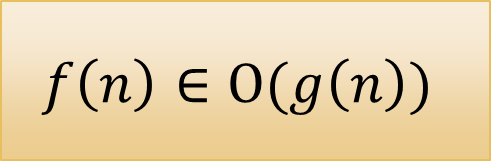 f(n) ∈ O(g(n))